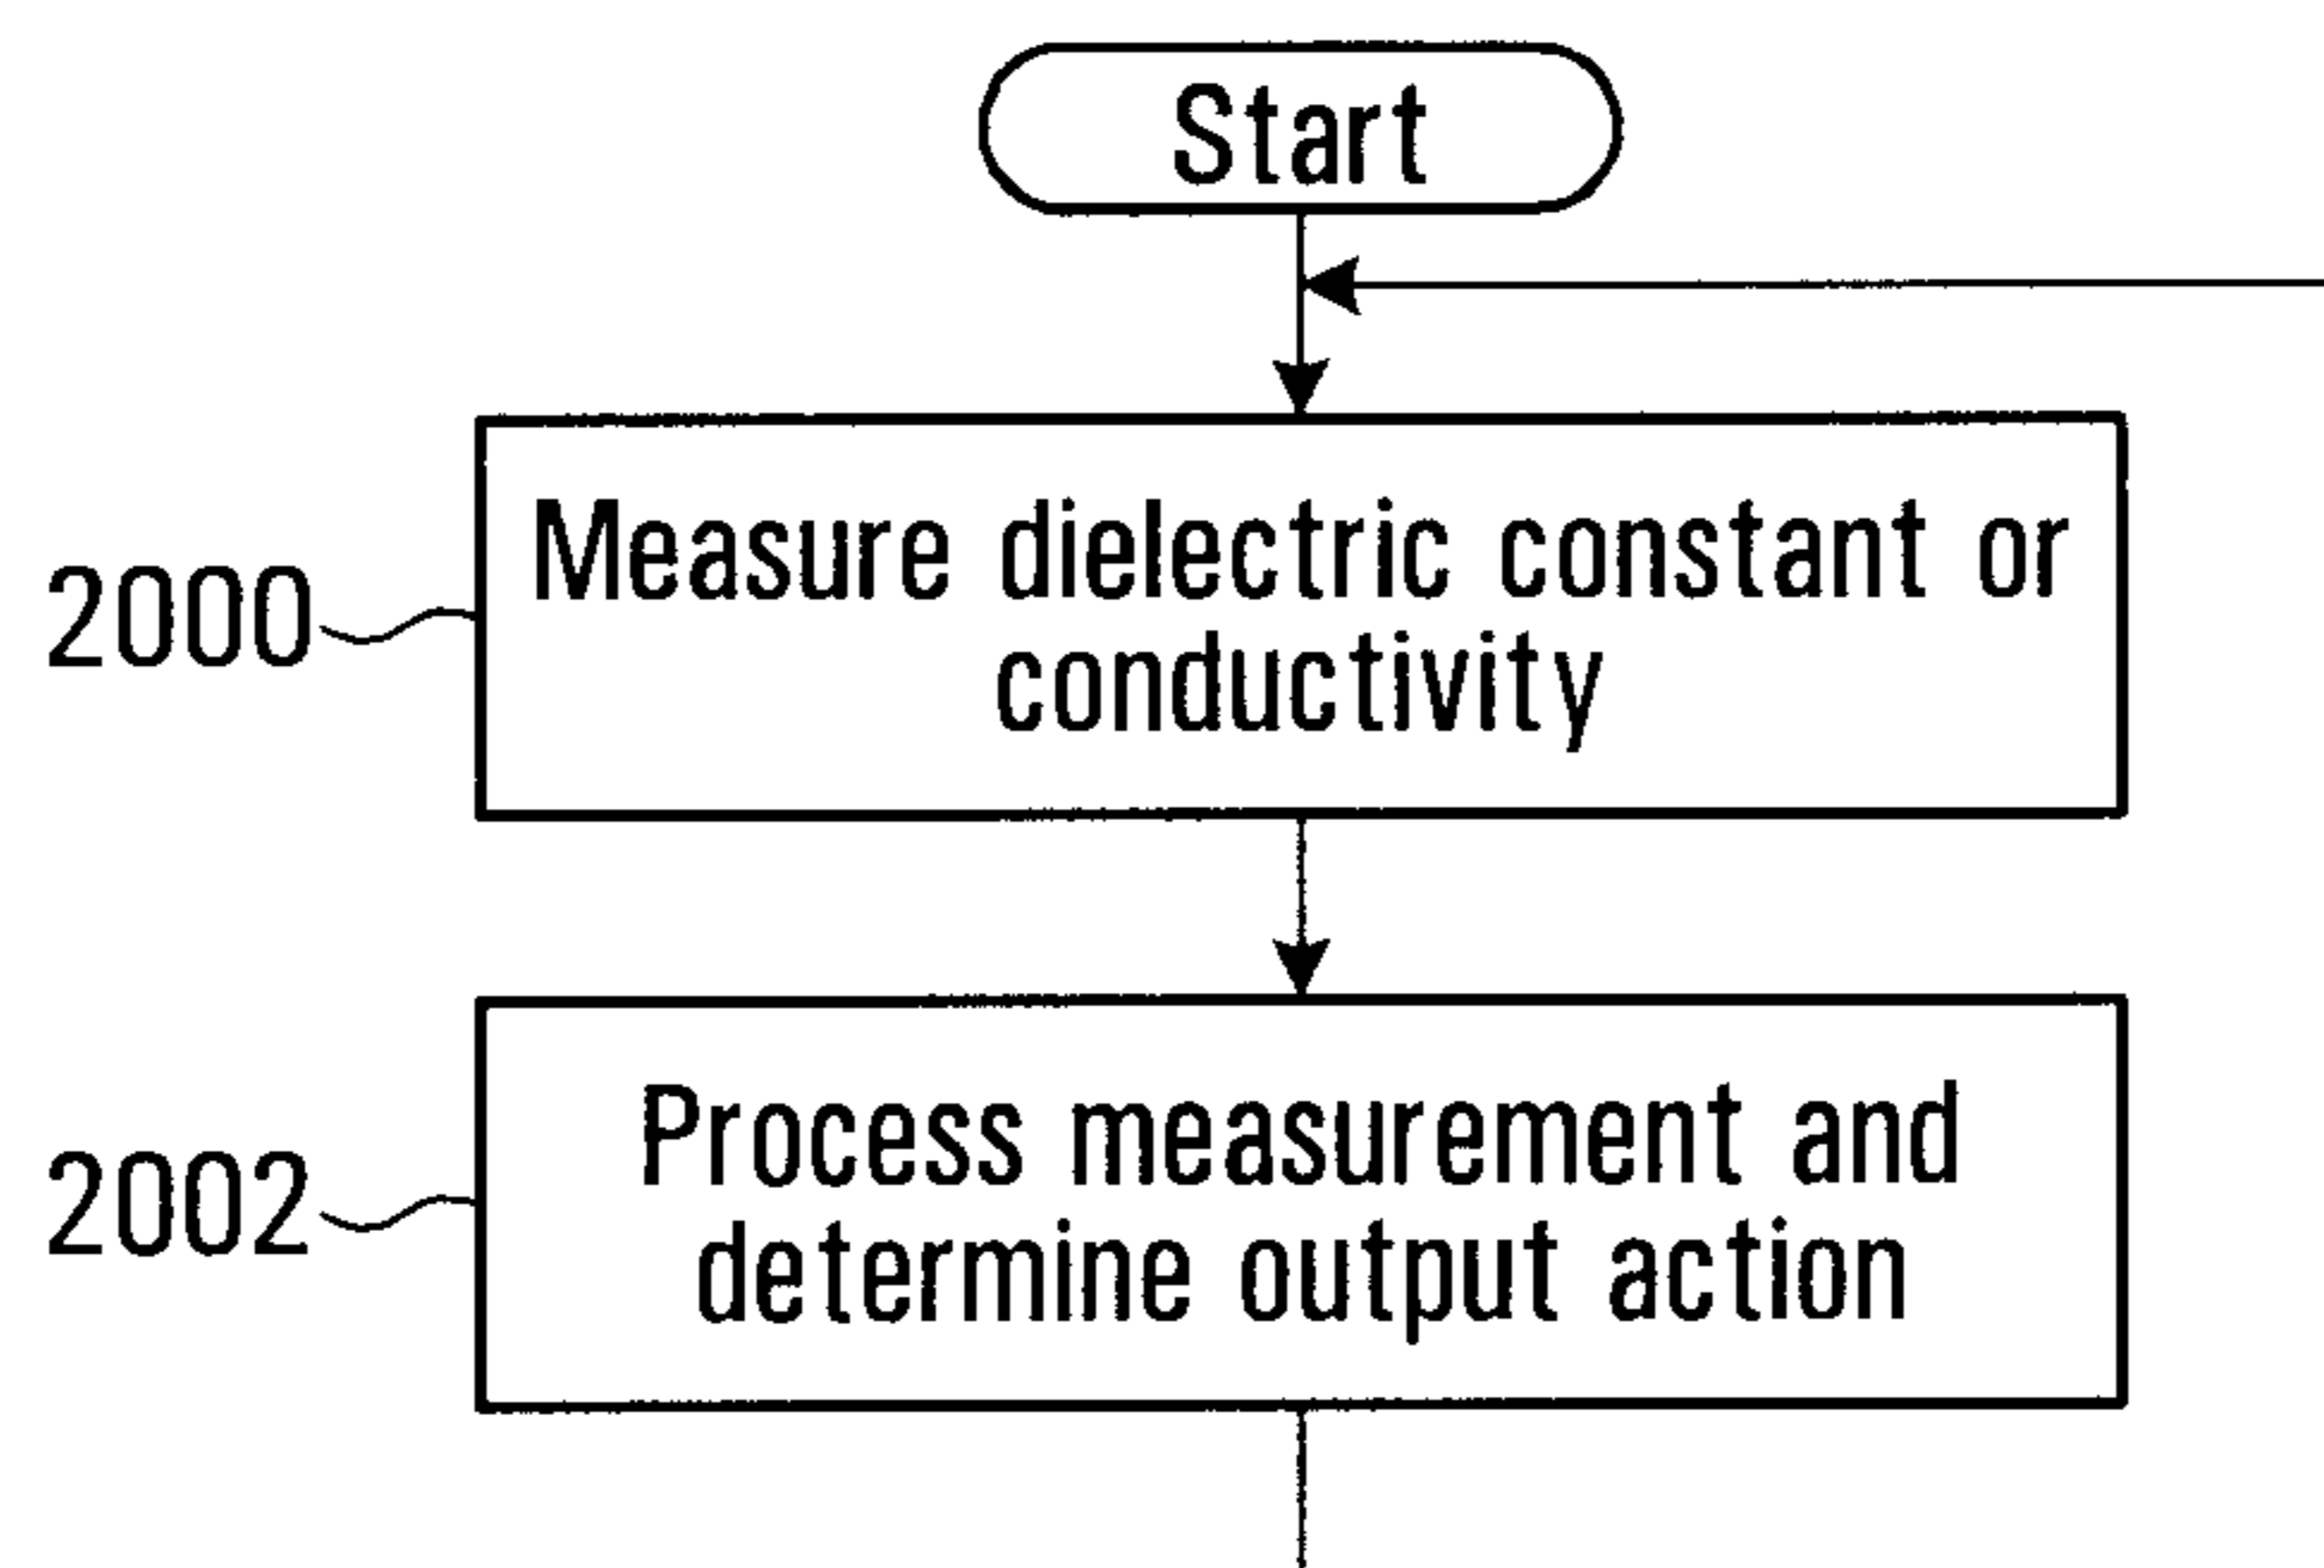 Start
2000
Measure dielectric constant or
conductivity
2002
Process measurement and
determine output action